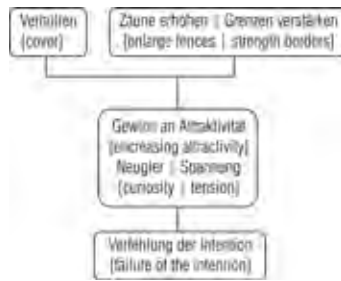 Verhüllen
(cover)
Zäune erhöhen | Grenzen verstärken
(enlarge fences | strength borders)
Gewinn an Attraktivität
(encreasing attractivity)
Neugier | Spannung
(curiosity | tension)
Verfehlung der Intention
(failure of the intention)